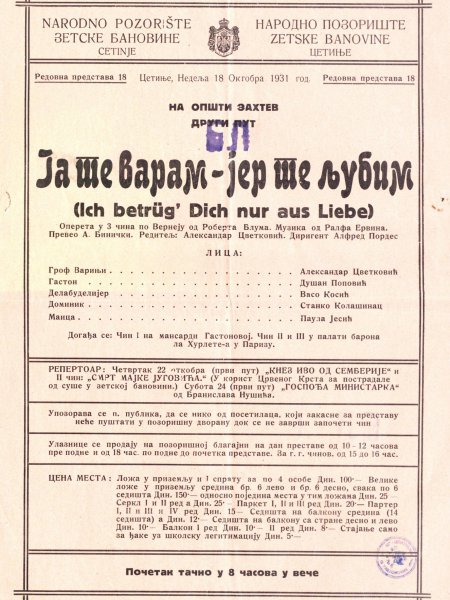 NARODNO POZORIŠTE
ЗЕТСКЕ БАНОВИНЕ
CETINJE
НАРОДНО ПОЗОРИШТЕ
ZETSKE BANOVINE
ЦЕТИЊЕ
Редовна представа 18
Цетиње, Недеља 18 Октобра 1931 год.
Редовна представа 18
НА ОПШТИ ЗАХТЕВ
ДРУГИ ПУТ
БЛ
Ја те варам - јер те љубим
(Ich betrüg' Dich nur aus Liebe)
Оперета у 3 чина по Вернеју од Роберта Блума. Музика од Ралфа Ервина.
Превео А. Бинички. Редитељ: Александар Цветковић. Диригент Алфред Пордес
ЛИЦА:
Гроф Варињи Александар Цветковић
Гастон Душан Поповић
Делабуделијер Васо Косић
Доминик Станко Колашинац
Маица Паула Јесић
Догађа се: Чин I на мансарди Гастоновој. Чин II и III у палати барона
ла Хурлете-а у Паризу.
РЕПЕРТОАР: Четвртак 22 откобра (први пут) „КНЕЗ ИВО ОД СЕМБЕРИЈЕ" и
II чин: „СМРТ МАЈКЕ ЈУГОВИЋА." (У корист Црвеног Крста за пострадале
од суше у зетској бановини.) Субота 24 (први пут) „ГОСПОЂА МИНИСТАРКА"
од Бранислава Нушића.
Упозорава се п. публика, да се нико од посетилаца, који закасне за представу
неће пуштати у позоришну дворану док се не заврши започети чин
Улазнице се продају на позоришној благајни на дан преставе од 10 - 12 часова
пре подне и од 18 час. по подне до почетка представе. За г. г. чинов. од 15 до 16 час.
ЦЕНА МЕСТА: Ложа у приземљу и I спрату за по 4 особе Дин. 100·— Велике
ложе у приземљу средина бр. 6 лево и бр. 6 десно, свака по 6
седишта Дин. 150·— односно поједина места у тим ложама Дин. 25 —
Серкл I и II ред а Дин. 25·— Паркет I, II и III ред Дин. 20·— Партер
I, II и III и IV ред Дин. 15— Седишта на балкону средина (14
седишта) а Дин. 12·— Седишта на балкону са стране десно и лево
Дин. 10·— Балкон I ред Дин. 10·— II ред Дин. 8·— Стајање само
за ђаке уз школску легитимацију Дин. 5·—
Почетак тачно у 8 часова у вече